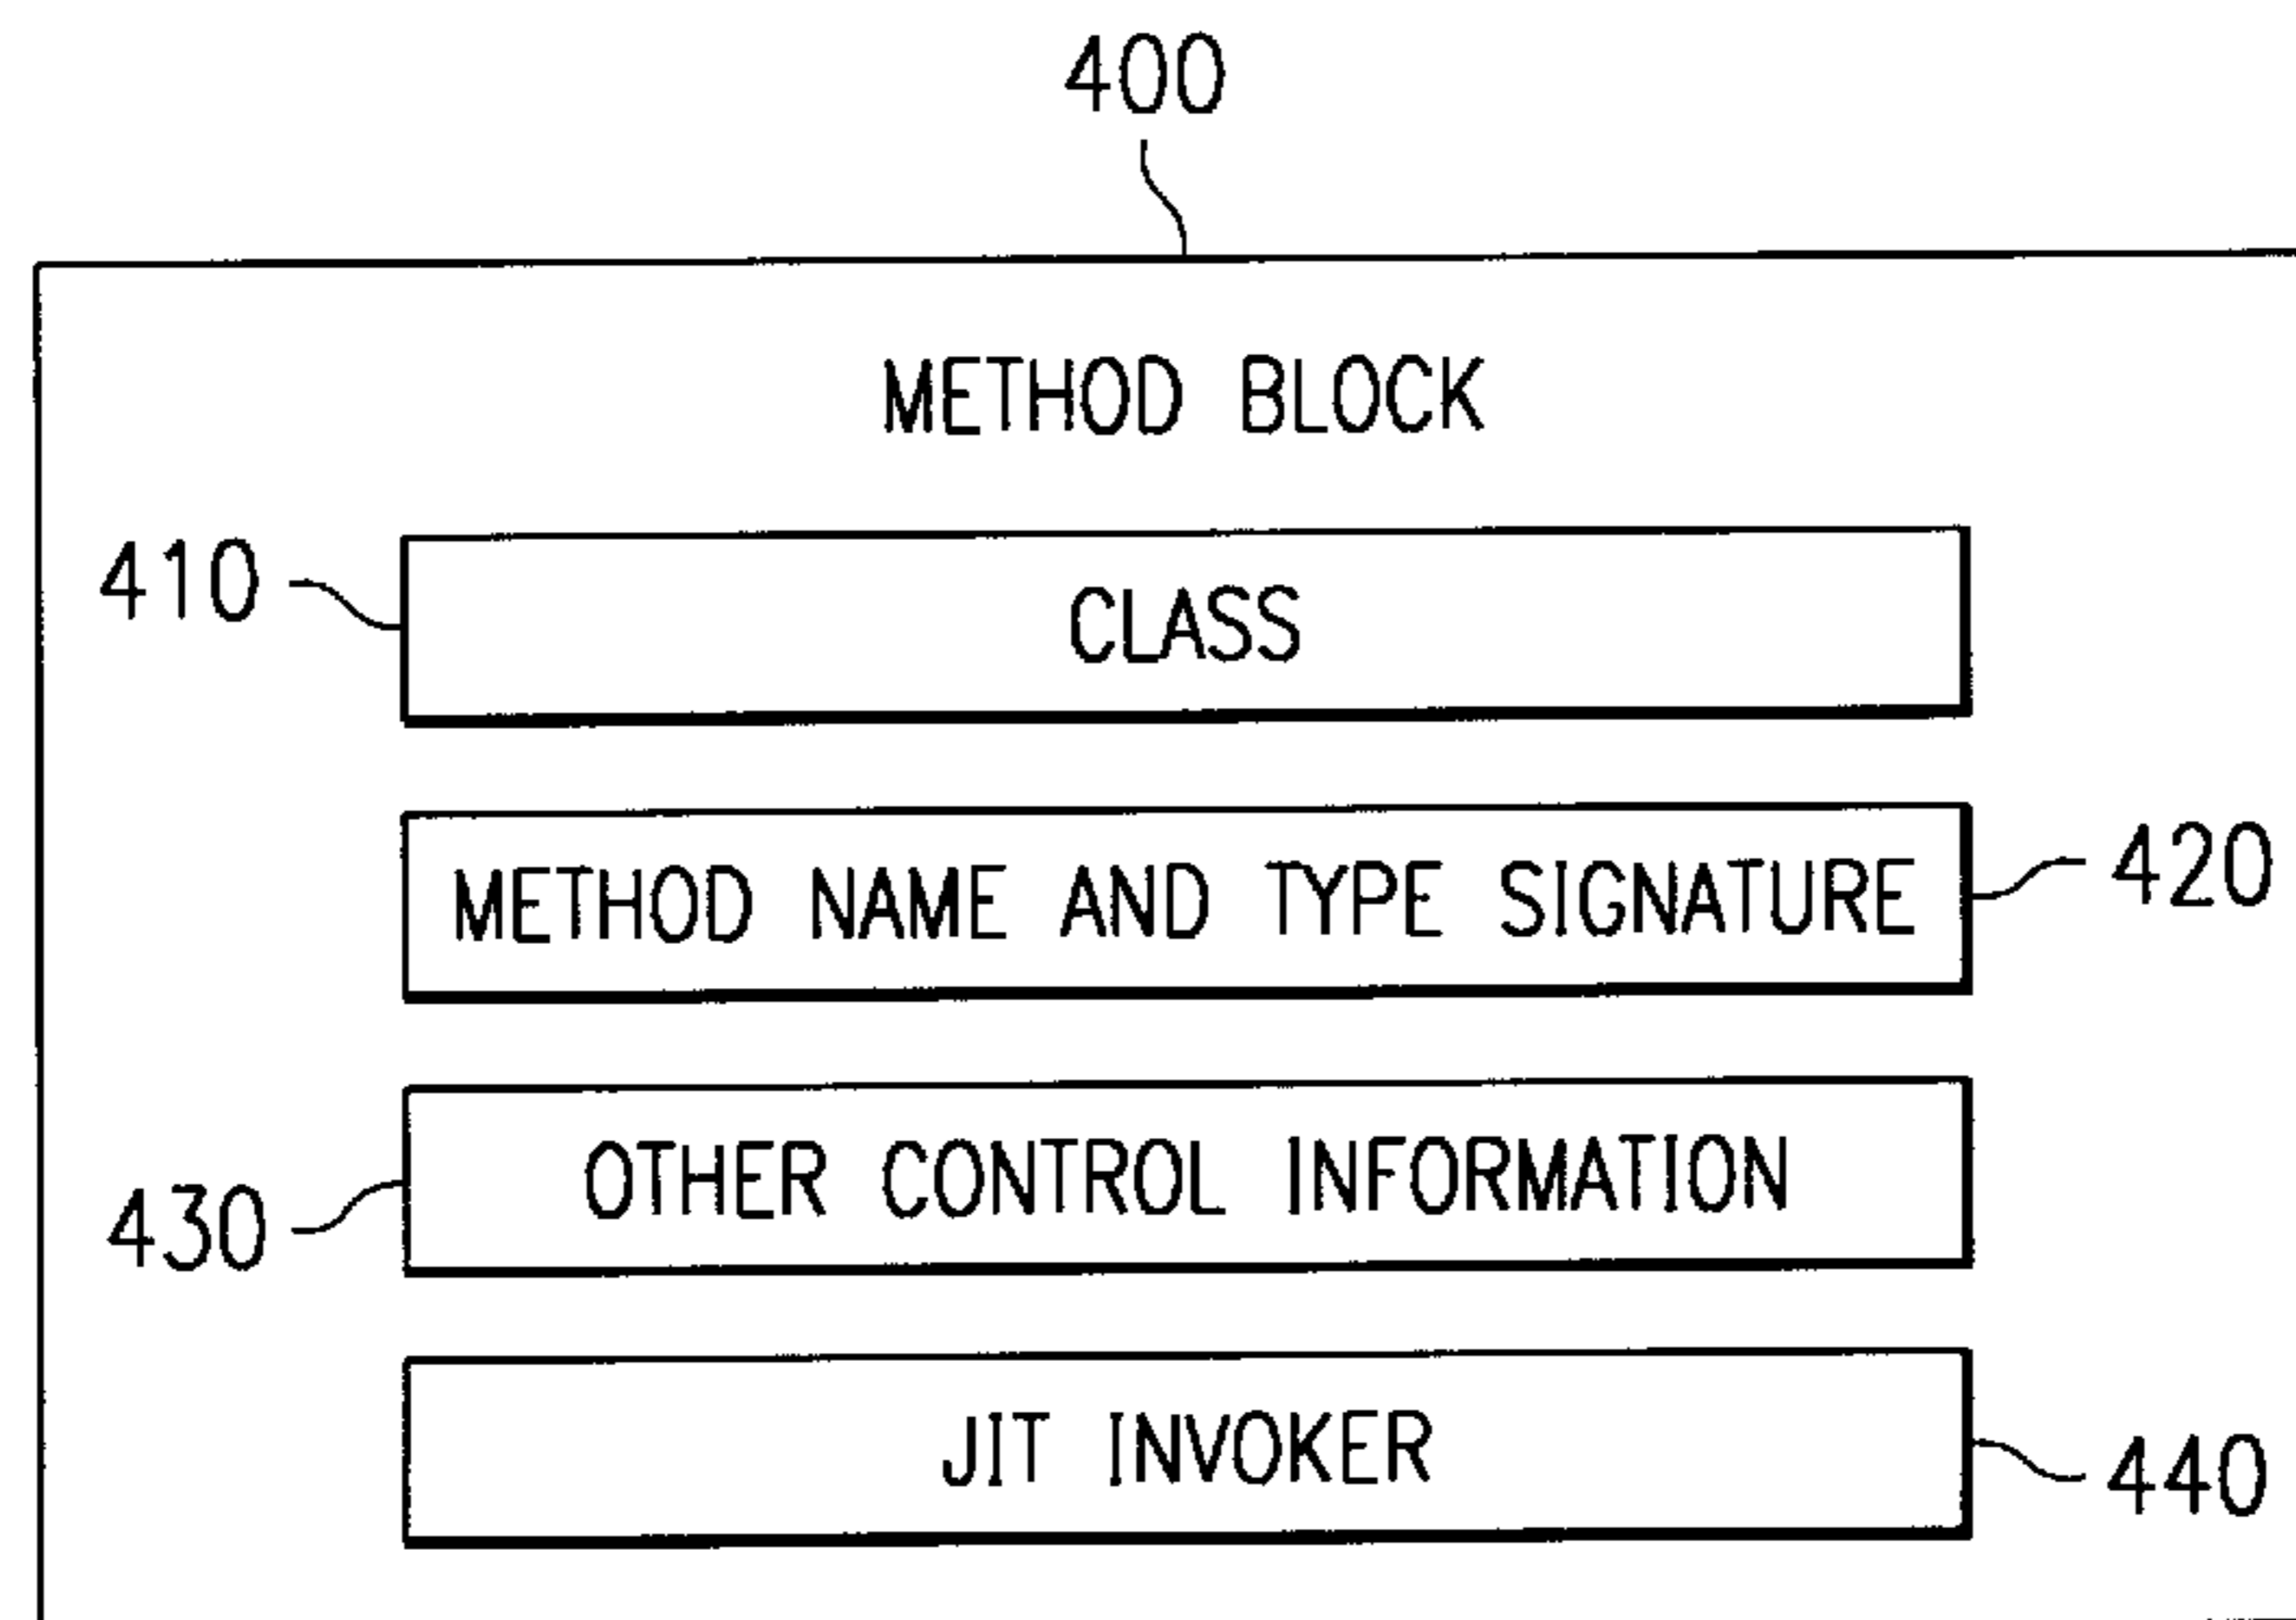 400
METHOD BLOCK
410
CLASS
METHOD NAME AND TYPE SIGNATURE
420
OTHER CONTROL INFORMATION
430
JIT INVOKER
440